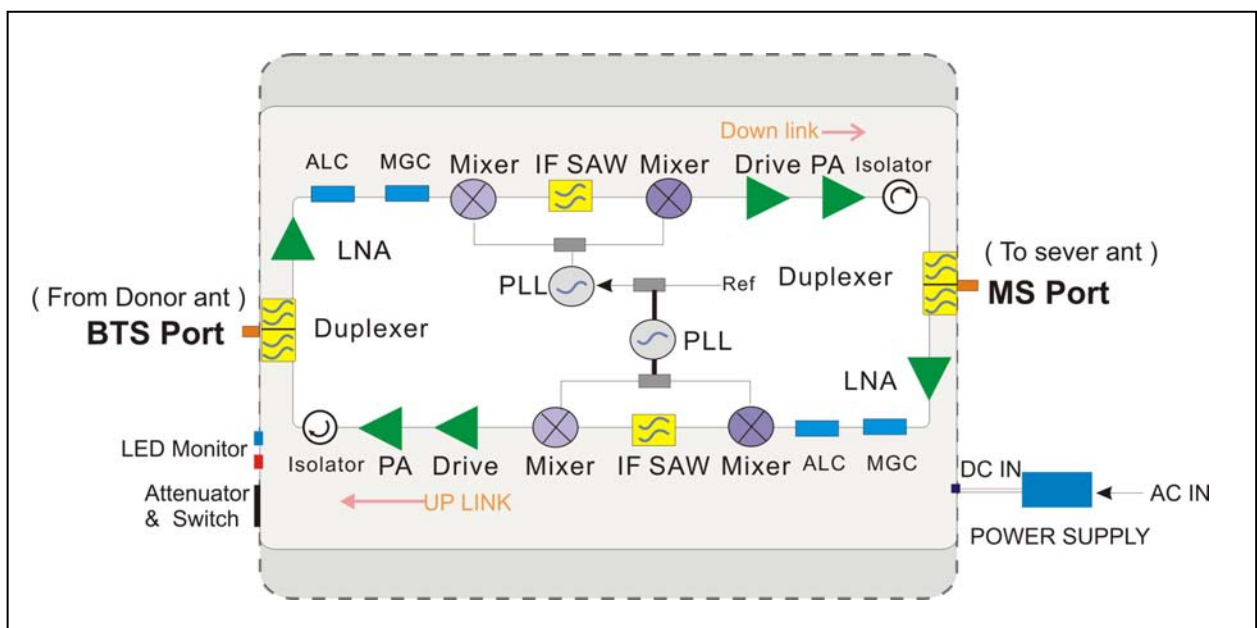 Down link
ALC MGC Mixer IF SAW Mixer Drive PA Isolator
LNA
( From Donor ant )
BTS Port
Duplexer
PLL
Ref
Duplexer
( To sever ant )
MS Port
PLL
LNA
LED Monitor
Attenuator
& Switch
Isolator PA Drive Mixer IF SAW Mixer ALC MGC
UP LINK
DC IN
AC IN
POWER SUPPLY